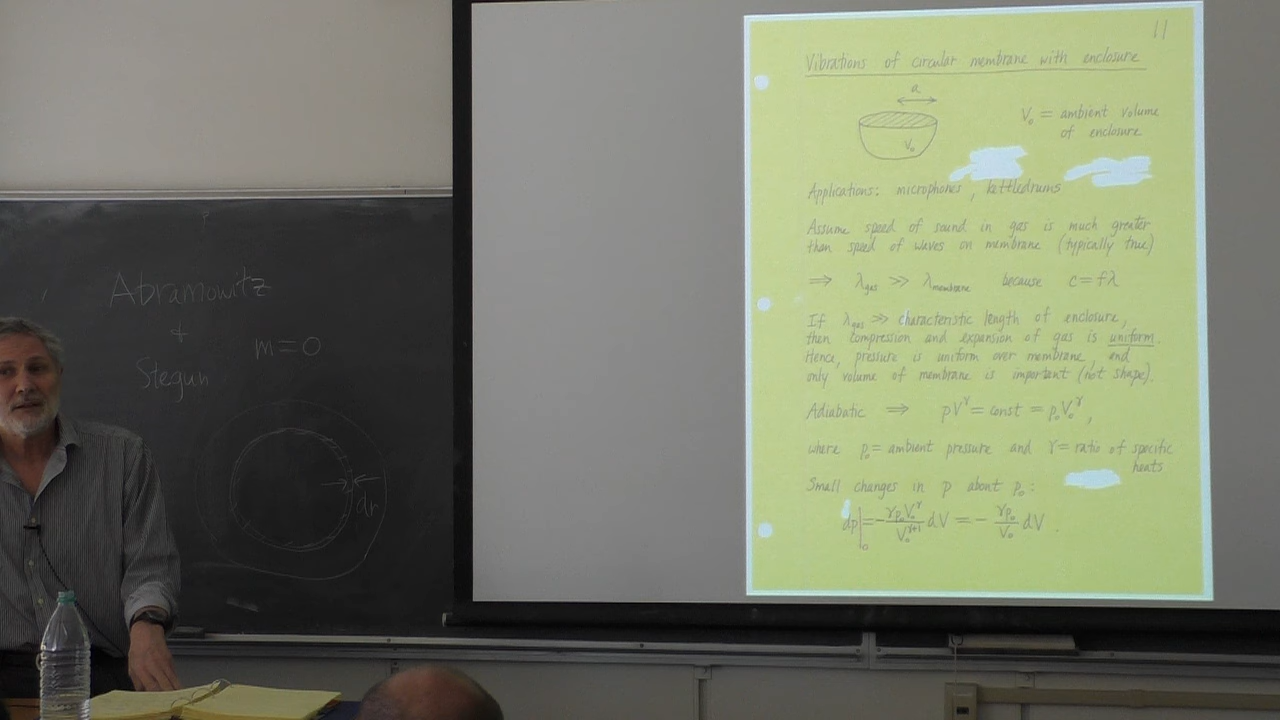 Abramowitz
+
Stegun
m=0
dr
11
Vibrations of circular membrane with enclosure
a
V₀
V₀ = ambient volume
of enclosure
Applications: microphones, kettledrums
Assume speed of sound in gas is much greater
than speed of waves on membrane (typically true)
⇒ λgas ≫ λmembrane because c=fλ
If λgas ≫ characteristic length of enclosure,
then compression and expansion of gas is uniform.
Hence, pressure is uniform over membrane, and
only volume of membrane is important (not shape).
Adiabatic ⇒ pV^γ = const = p₀V₀^γ,
where p₀ = ambient pressure and γ = ratio of specific
heats
Small changes in p about p₀:
dp|₀ = - γp₀V₀^γ / V₀^(γ+1) dV = - γp₀ / V₀ dV.